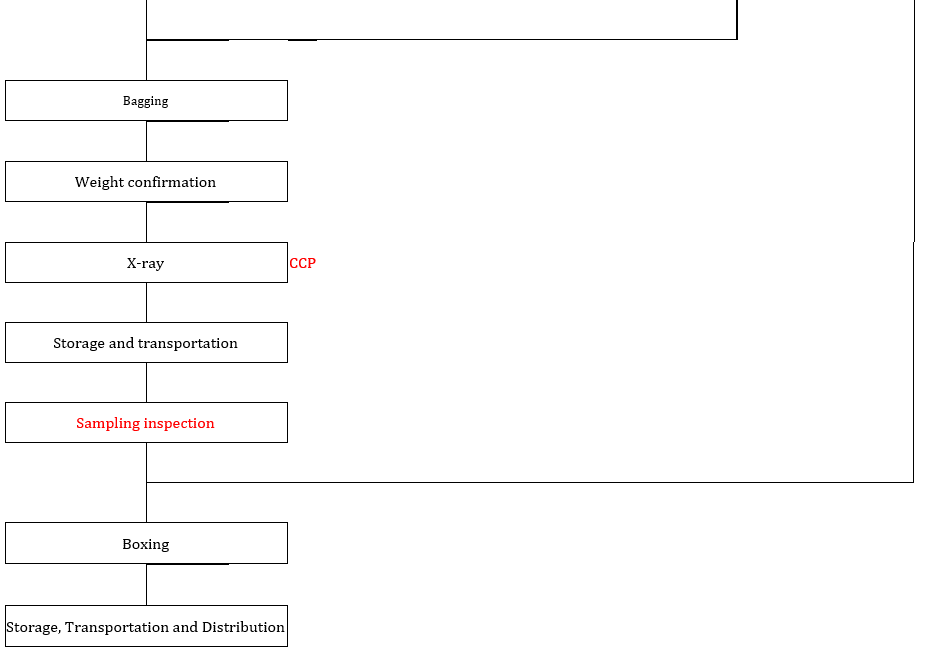 Bagging
Weight confirmation
X-ray
CCP
Storage and transportation
Sampling inspection
Boxing
Storage, Transportation and Distribution